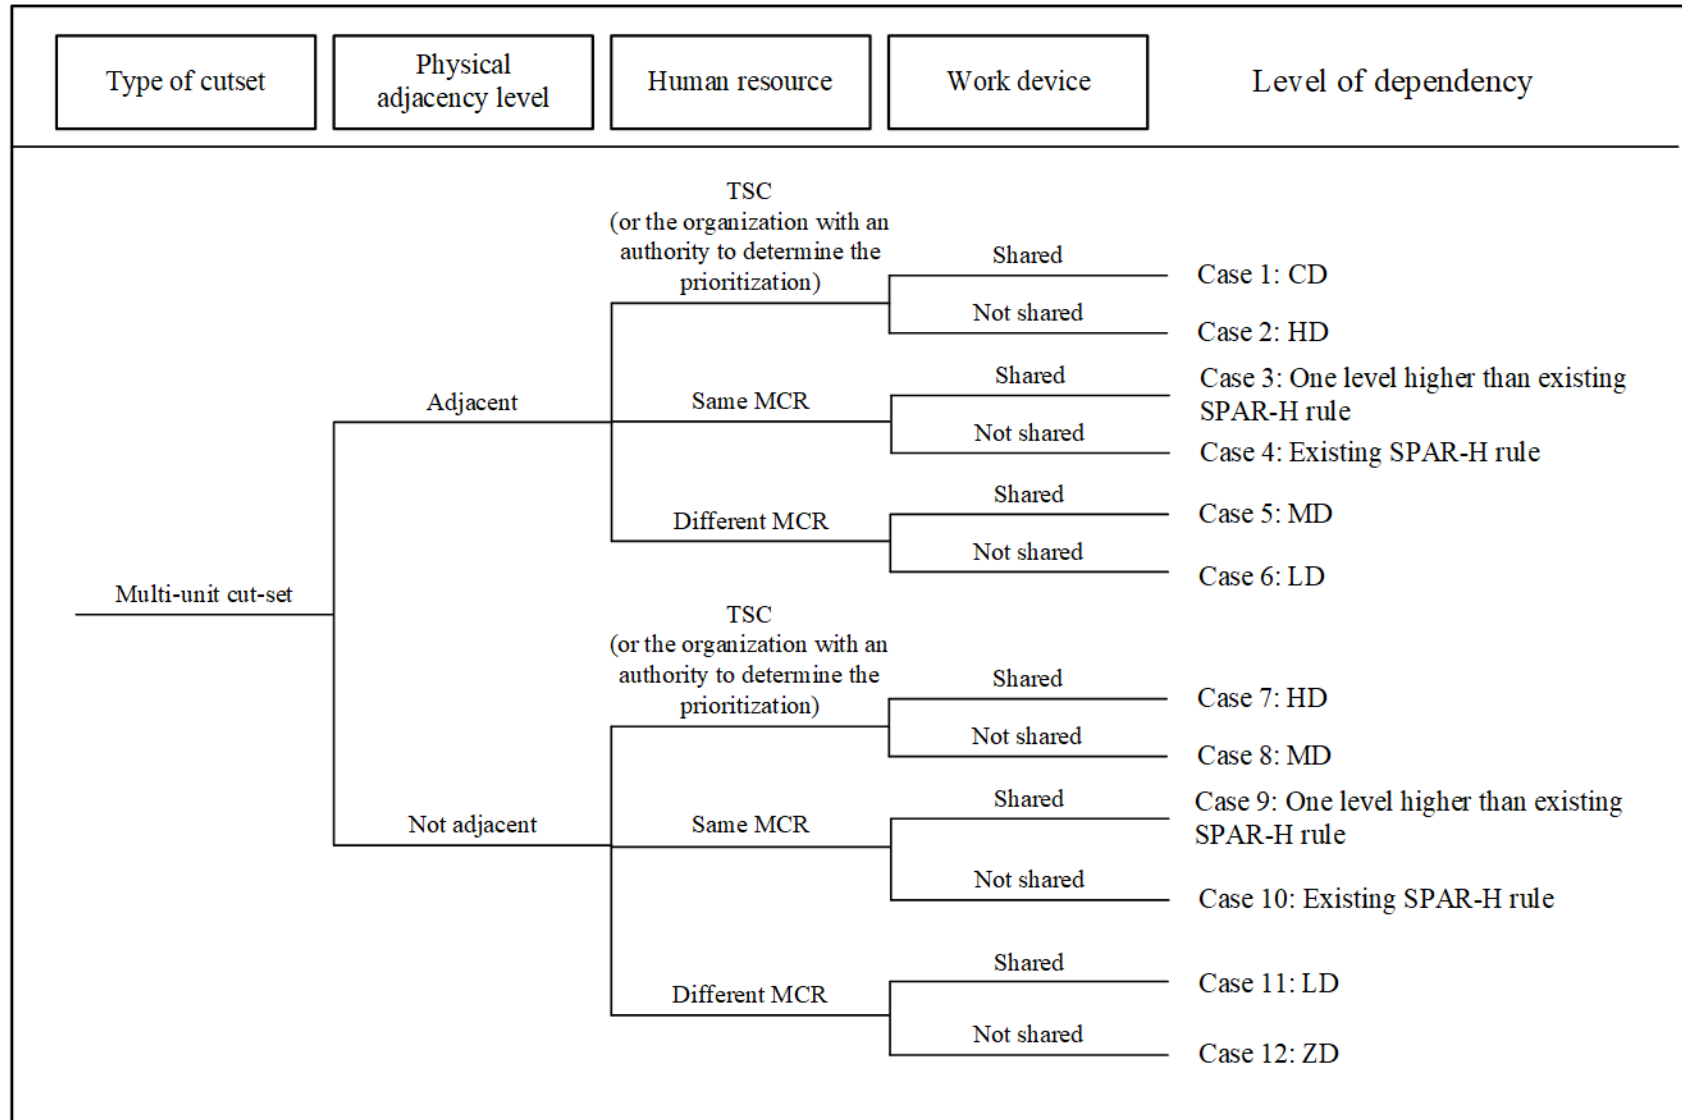 Type of cutset
Physical
adjacency level
Human resource
Work device
Level of dependency
TSC
(or the organization with an
authority to determine the
prioritization)
Shared
Case 1: CD
Not shared
Case 2: HD
Adjacent
Same MCR
Shared
Case 3: One level higher than existing
SPAR-H rule
Not shared
Case 4: Existing SPAR-H rule
Different MCR
Shared
Case 5: MD
Not shared
Case 6: LD
Multi-unit cut-set
TSC
(or the organization with an
authority to determine the
prioritization)
Shared
Case 7: HD
Not shared
Case 8: MD
Not adjacent
Same MCR
Shared
Case 9: One level higher than existing
SPAR-H rule
Not shared
Case 10: Existing SPAR-H rule
Different MCR
Shared
Case 11: LD
Not shared
Case 12: ZD